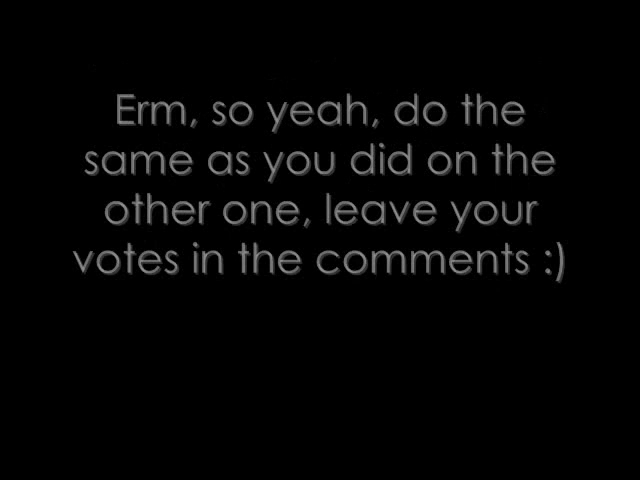 Erm, so yeah, do the
same as you did on the
other one, leave your
votes in the comments :)